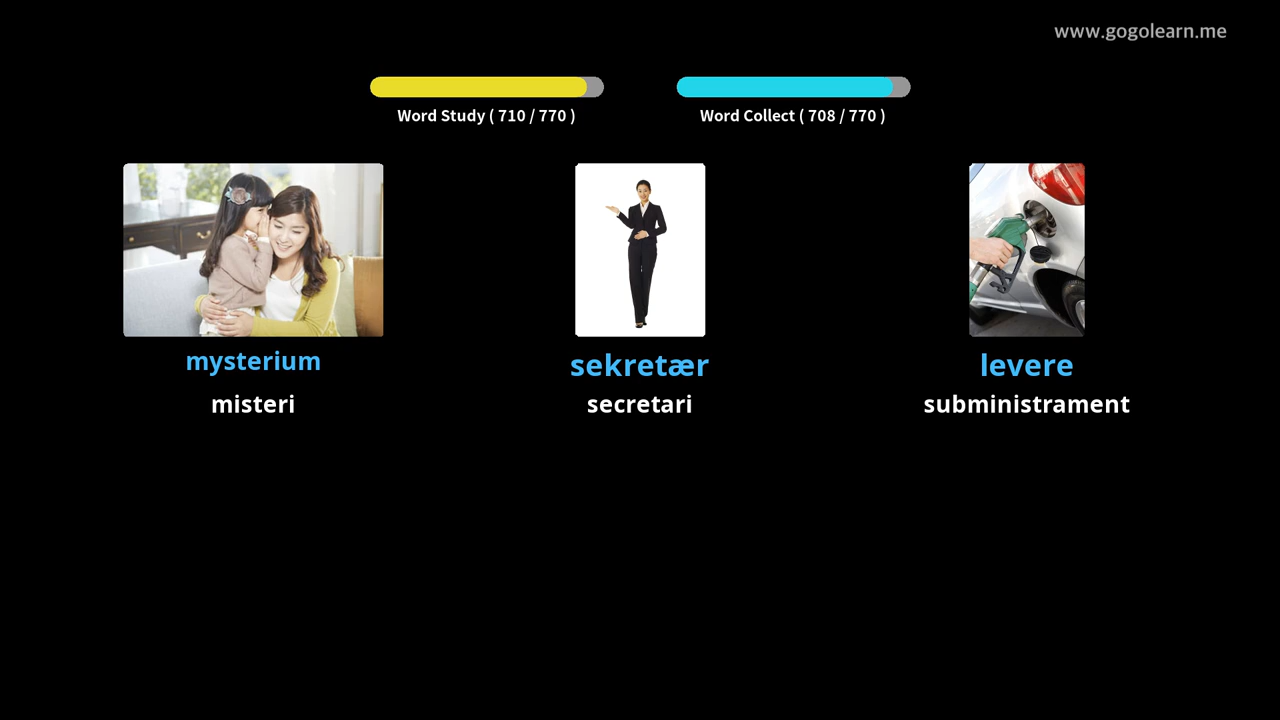 www.gogolearn.me
Word Study ( 710 / 770 )
Word Collect ( 708 / 770 )
mysterium
sekretær
levere
misteri
secretari
subministrament